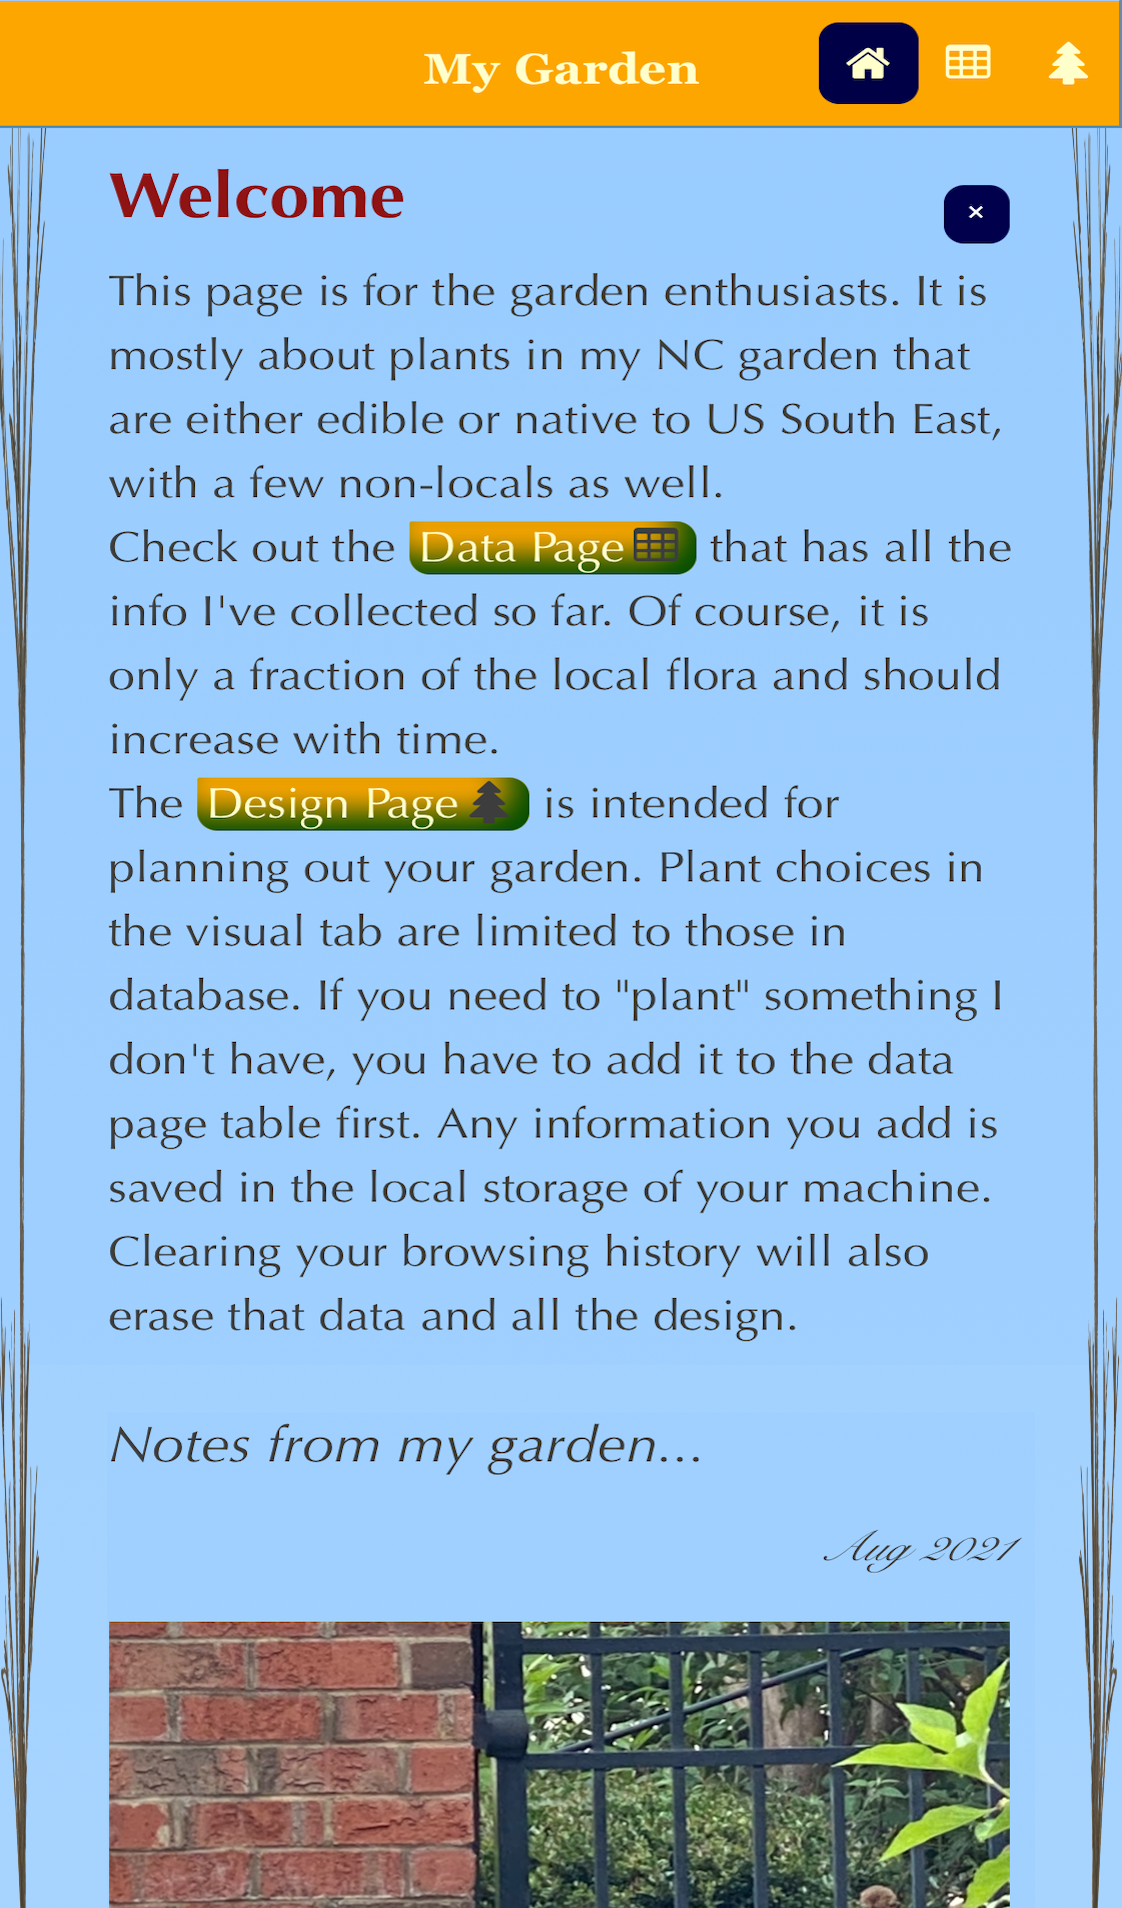 My Garden
Welcome
×
This page is for the garden enthusiasts. It is
mostly about plants in my NC garden that
are either edible or native to US South East,
with a few non-locals as well.
Check out the Data Page that has all the
info I've collected so far. Of course, it is
only a fraction of the local flora and should
increase with time.
The Design Page is intended for
planning out your garden. Plant choices in
the visual tab are limited to those in
database. If you need to "plant" something I
don't have, you have to add it to the data
page table first. Any information you add is
saved in the local storage of your machine.
Clearing your browsing history will also
erase that data and all the design.
Notes from my garden...
Aug 2021